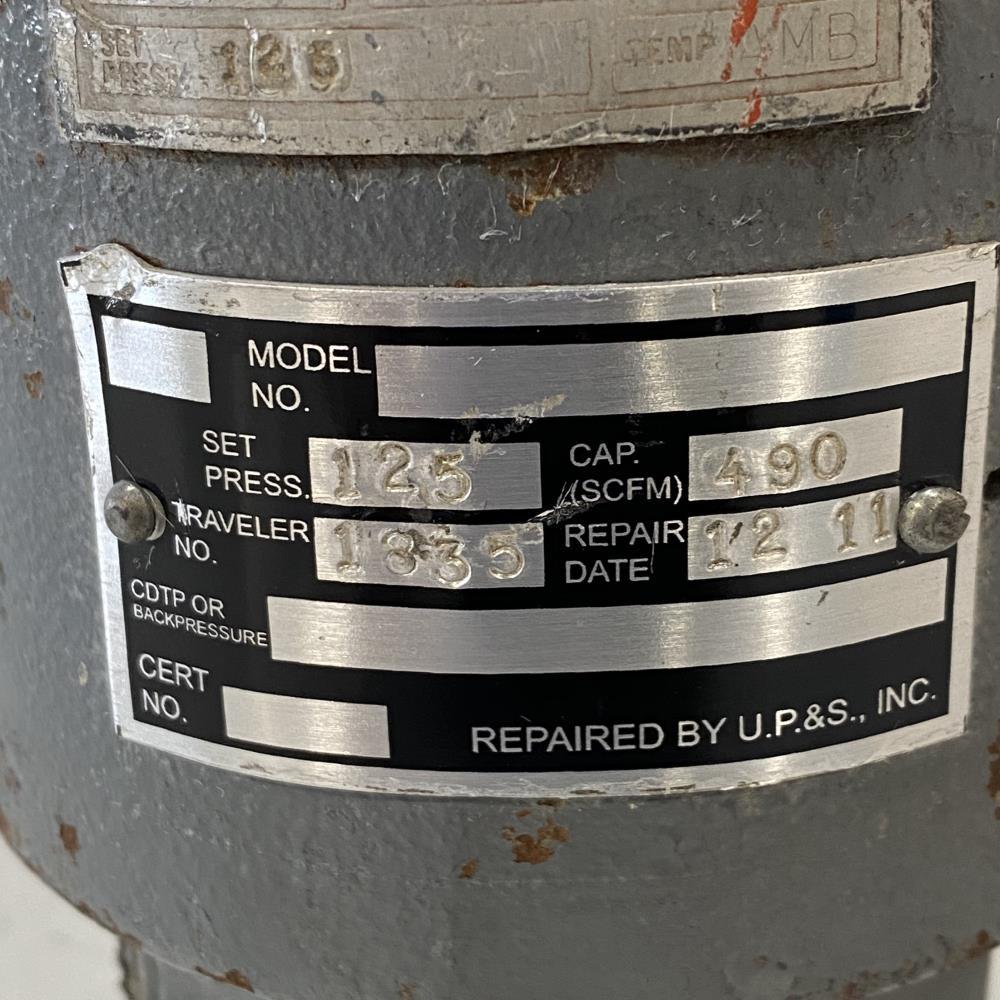 SET
PRESS. 125 TEMP AMB
MODEL
NO.
SET
PRESS. 125
CAP.
(SCFM) 490
TRAVELER
NO. 1835
REPAIR
DATE 12 11
CDTP OR
BACKPRESSURE
CERT
NO.
REPAIRED BY U.P.&S., INC.